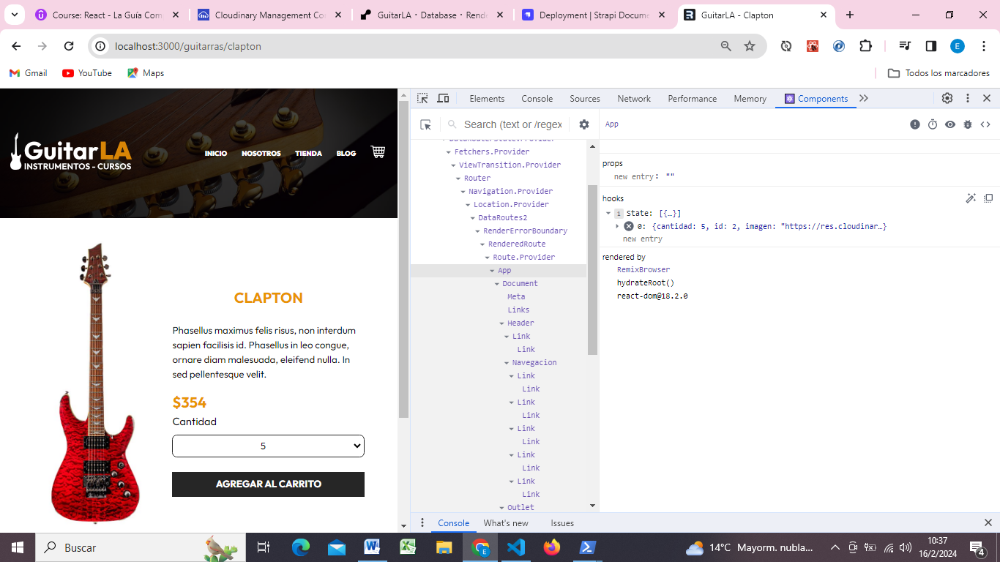 Course: React - La Guía Com
Cloudinary Management Co
GuitarLA · Database · Rende
Deployment | Strapi Docume
GuitarLA - Clapton
localhost:3000/guitarras/clapton
E
Gmail
YouTube
Maps
Todos los marcadores
GuitarLA
INSTRUMENTOS - CURSOS
INICIO
NOSOTROS
TIENDA
BLOG
CLAPTON
Phasellus maximus felis risus, non interdum
sapien facilisis id. Phasellus in leo congue,
ornare diam malesuada, eleifend nulla. In
sed pellentesque velit.
$354
Cantidad
5
AGREGAR AL CARRITO
Elements
Console
Sources
Network
Performance
Memory
Components
Search (text or /regex
DataRouterState.Provider
Fetchers.Provider
ViewTransition.Provider
Router
Navigation.Provider
Location.Provider
DataRoutes2
RenderErrorBoundary
RenderedRoute
Route.Provider
App
Document
Meta
Links
Header
Link
Link
Navegacion
Link
Link
Link
Link
Link
Link
Link
Link
Link
Link
Outlet
App
props
new entry: ""
hooks
1 State: [{…}]
0: {cantidad: 5, id: 2, imagen: "https://res.cloudinar…}
new entry
rendered by
RemixBrowser
hydrateRoot()
react-dom@18.2.0
Console
What's new
Issues
Buscar
14°C Mayorm. nubla...
10:37
16/2/2024
4